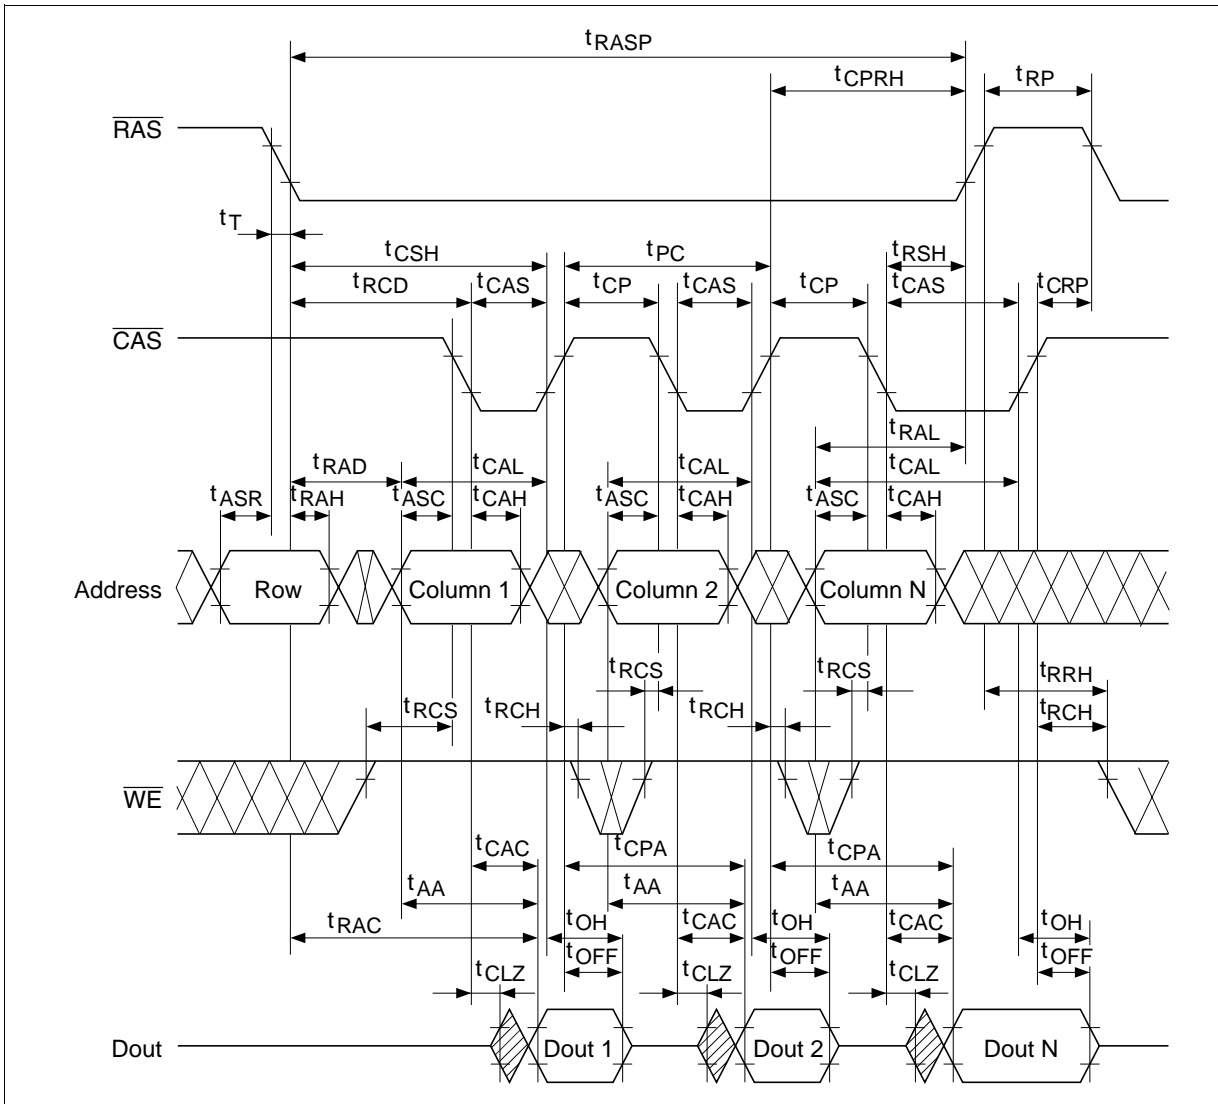 tRASP
tCPRH tRP
RAS
tT
tCSH tPC tRSH
tRCD tCAS tCP tCAS tCP tCAS tCRP
CAS
tRAL
tRAD tCAL tCAL tCAL
tASR tRAH tASC tCAH tASC tCAH tASC tCAH
Address Row Column 1 Column 2 Column N
tRCS tRCS tRRH
tRCS tRCH tRCH tRCH
WE
tCAC tCPA tCPA
tAA tAA tAA
tRAC tOH tCAC tOH tCAC tOH
tCLZ tOFF tCLZ tOFF tCLZ tOFF
Dout Dout 1 Dout 2 Dout N